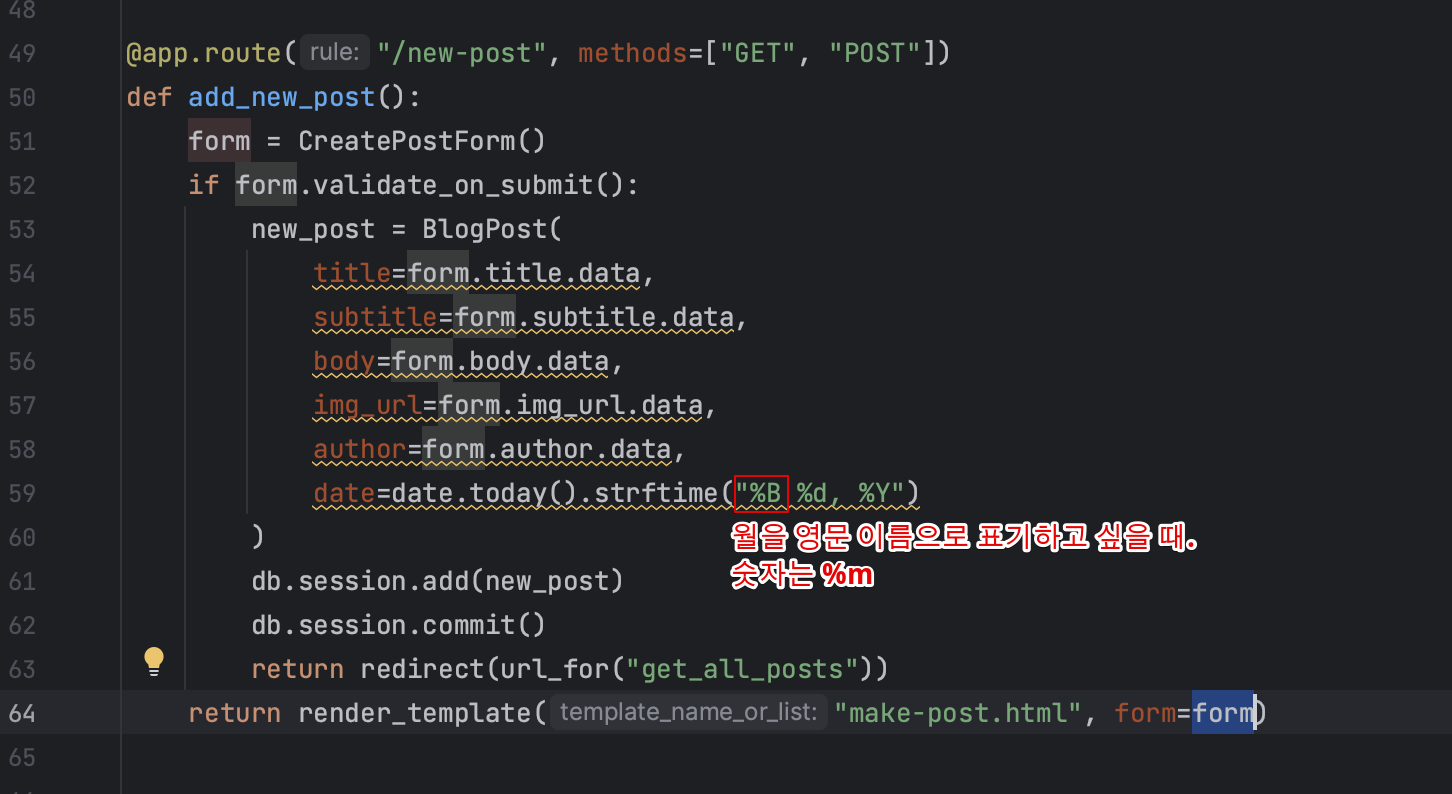 48
49 @app.route( rule: "/new-post", methods=["GET", "POST"])
50 def add_new_post():
51 form = CreatePostForm()
52 if form.validate_on_submit():
53 new_post = BlogPost(
54 title=form.title.data,
55 subtitle=form.subtitle.data,
56 body=form.body.data,
57 img_url=form.img_url.data,
58 author=form.author.data,
59 date=date.today().strftime("%B %d, %Y")
60 )
월을 영문 이름으로 표기하고 싶을 때.
숫자는 %m
61 db.session.add(new_post)
62 db.session.commit()
63 return redirect(url_for("get_all_posts"))
64 return render_template( template_name_or_list: "make-post.html", form=form)
65